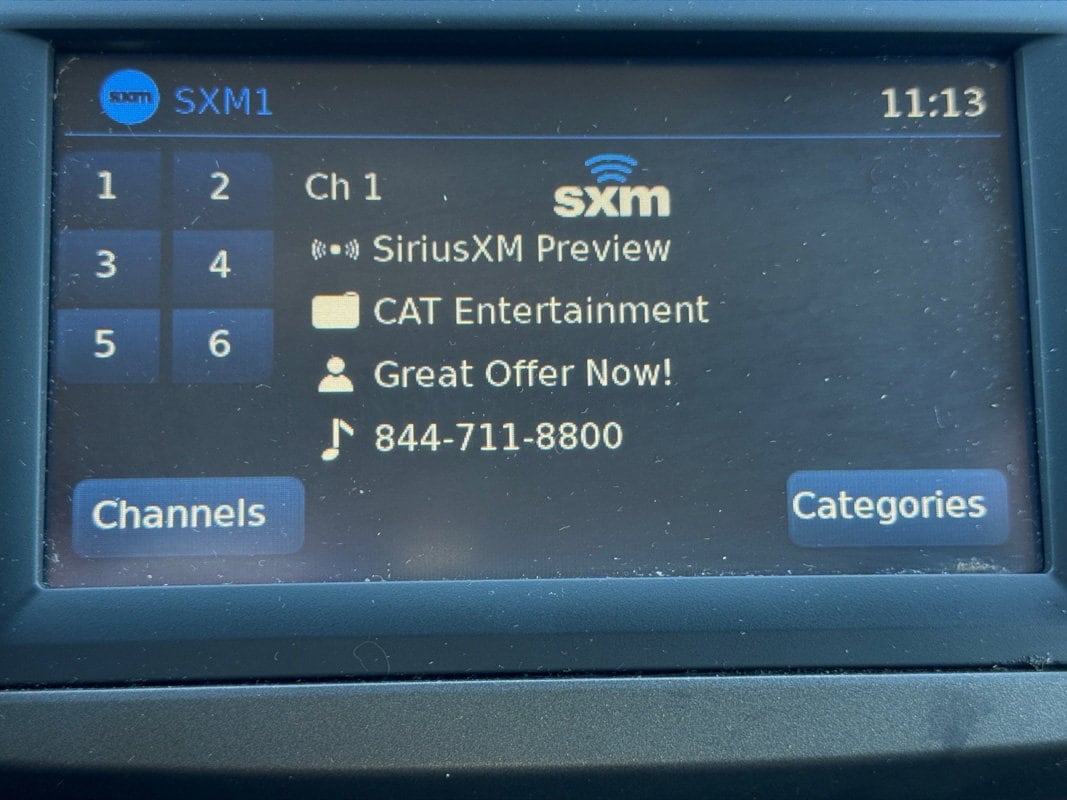 sxm SXM1 11:13
1 2
3 4
5 6
Ch 1 sxm
SiriusXM Preview
CAT Entertainment
Great Offer Now!
844-711-8800
Channels Categories